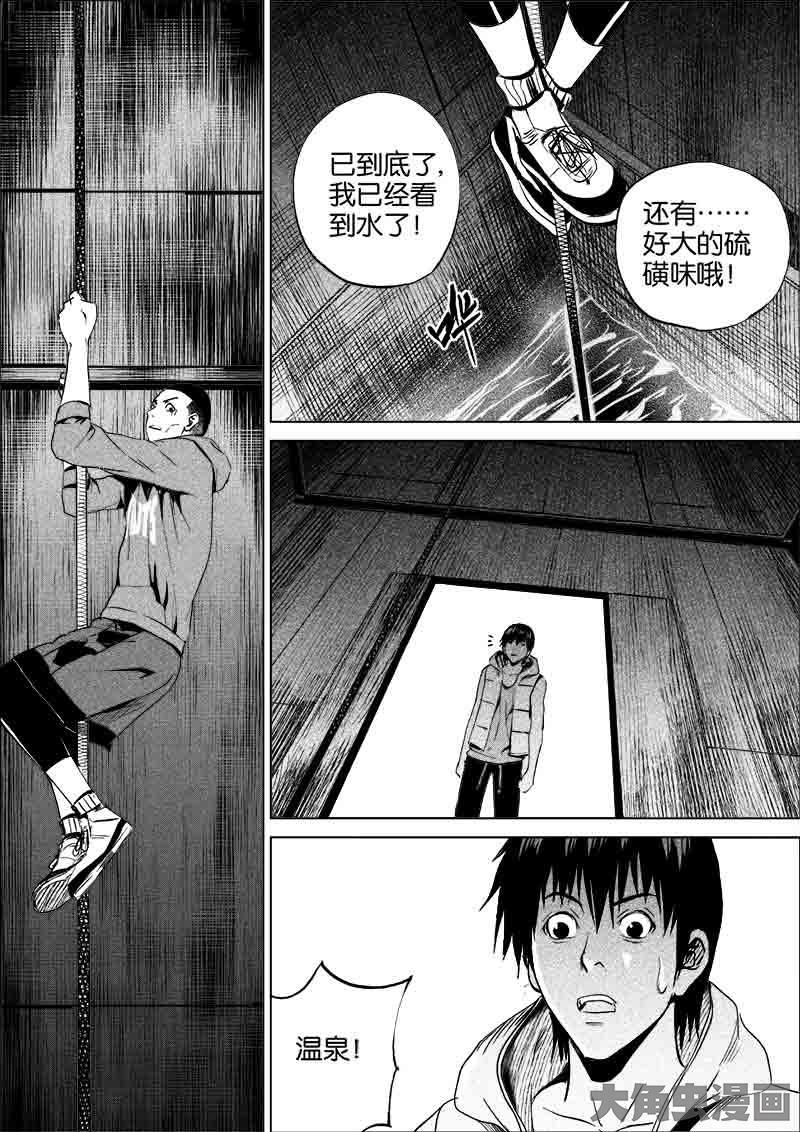 已到底了，
我已经看
到水了！
还有……
好大的硫
磺味哦！
哗
温泉！
大角虫漫画